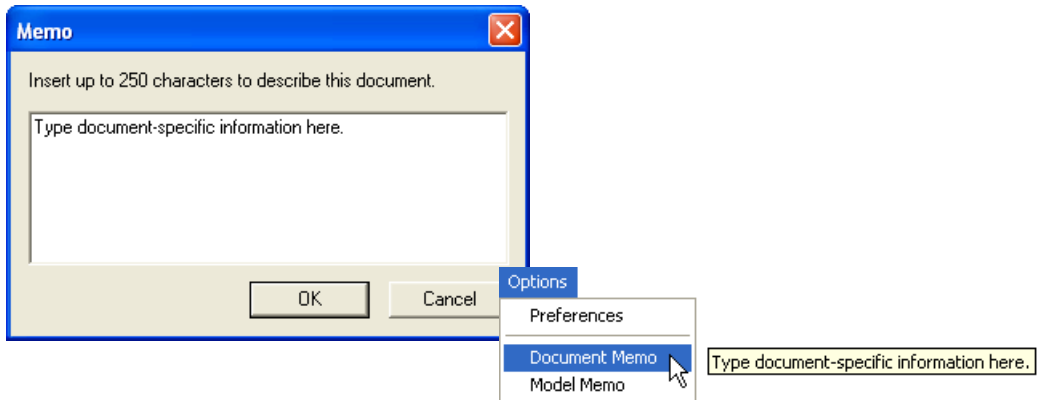 Memo
Insert up to 250 characters to describe this document.
Type document-specific information here.
OK
Cancel
Options
Preferences
Document Memo
Type document-specific information here.
Model Memo